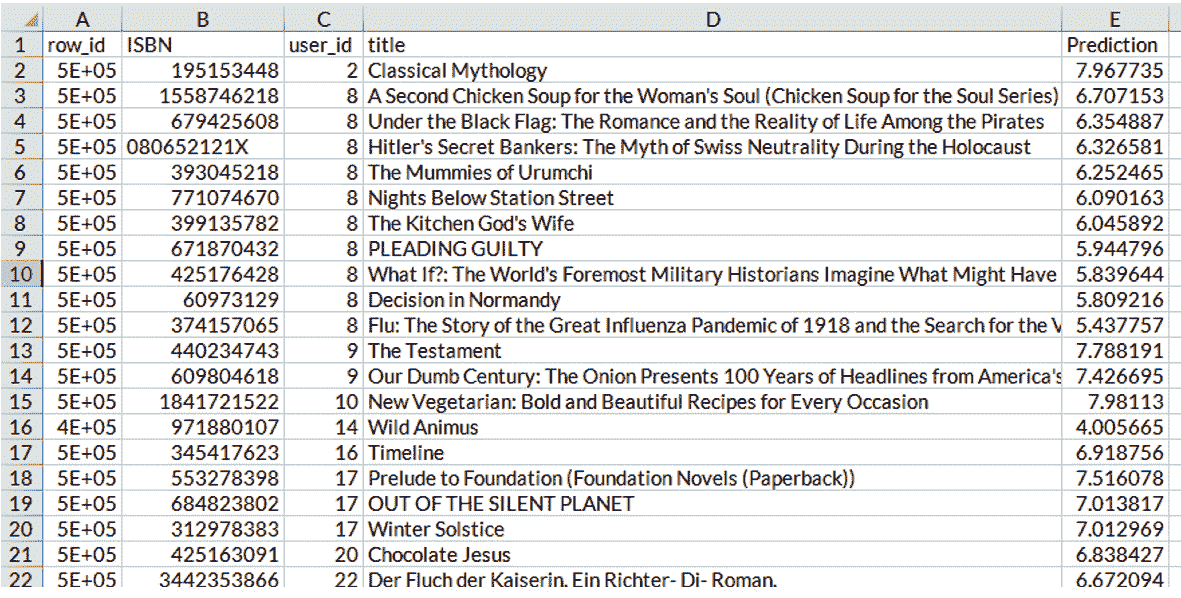 A B C D E
1 row_id ISBN user_id title Prediction
2 5E+05 195153448 2 Classical Mythology 7.967735
3 5E+05 1558746218 8 A Second Chicken Soup for the Woman's Soul (Chicken Soup for the Soul Series) 6.707153
4 5E+05 679425608 8 Under the Black Flag: The Romance and the Reality of Life Among the Pirates 6.354887
5 5E+05 080652121X 8 Hitler's Secret Bankers: The Myth of Swiss Neutrality During the Holocaust 6.326581
6 5E+05 393045218 8 The Mummies of Urumchi 6.252465
7 5E+05 771074670 8 Nights Below Station Street 6.090163
8 5E+05 399135782 8 The Kitchen God's Wife 6.045892
9 5E+05 671870432 8 PLEADING GUILTY 5.944796
10 5E+05 425176428 8 What If?: The World's Foremost Military Historians Imagine What Might Have 5.839644
11 5E+05 60973129 8 Decision in Normandy 5.809216
12 5E+05 374157065 8 Flu: The Story of the Great Influenza Pandemic of 1918 and the Search for the V 5.437757
13 5E+05 440234743 9 The Testament 7.788191
14 5E+05 609804618 9 Our Dumb Century: The Onion Presents 100 Years of Headlines from America's 7.426695
15 5E+05 1841721522 10 New Vegetarian: Bold and Beautiful Recipes for Every Occasion 7.98113
16 4E+05 971880107 14 Wild Animus 4.005665
17 5E+05 345417623 16 Timeline 6.918756
18 5E+05 553278398 17 Prelude to Foundation (Foundation Novels (Paperback)) 7.516078
19 5E+05 684823802 17 OUT OF THE SILENT PLANET 7.013817
20 5E+05 312978383 17 Winter Solstice 7.012969
21 5E+05 425163091 20 Chocolate Jesus 6.838427
22 5E+05 3442353866 22 Der Fluch der Kaiserin. Ein Richter- Di- Roman. 6.672094